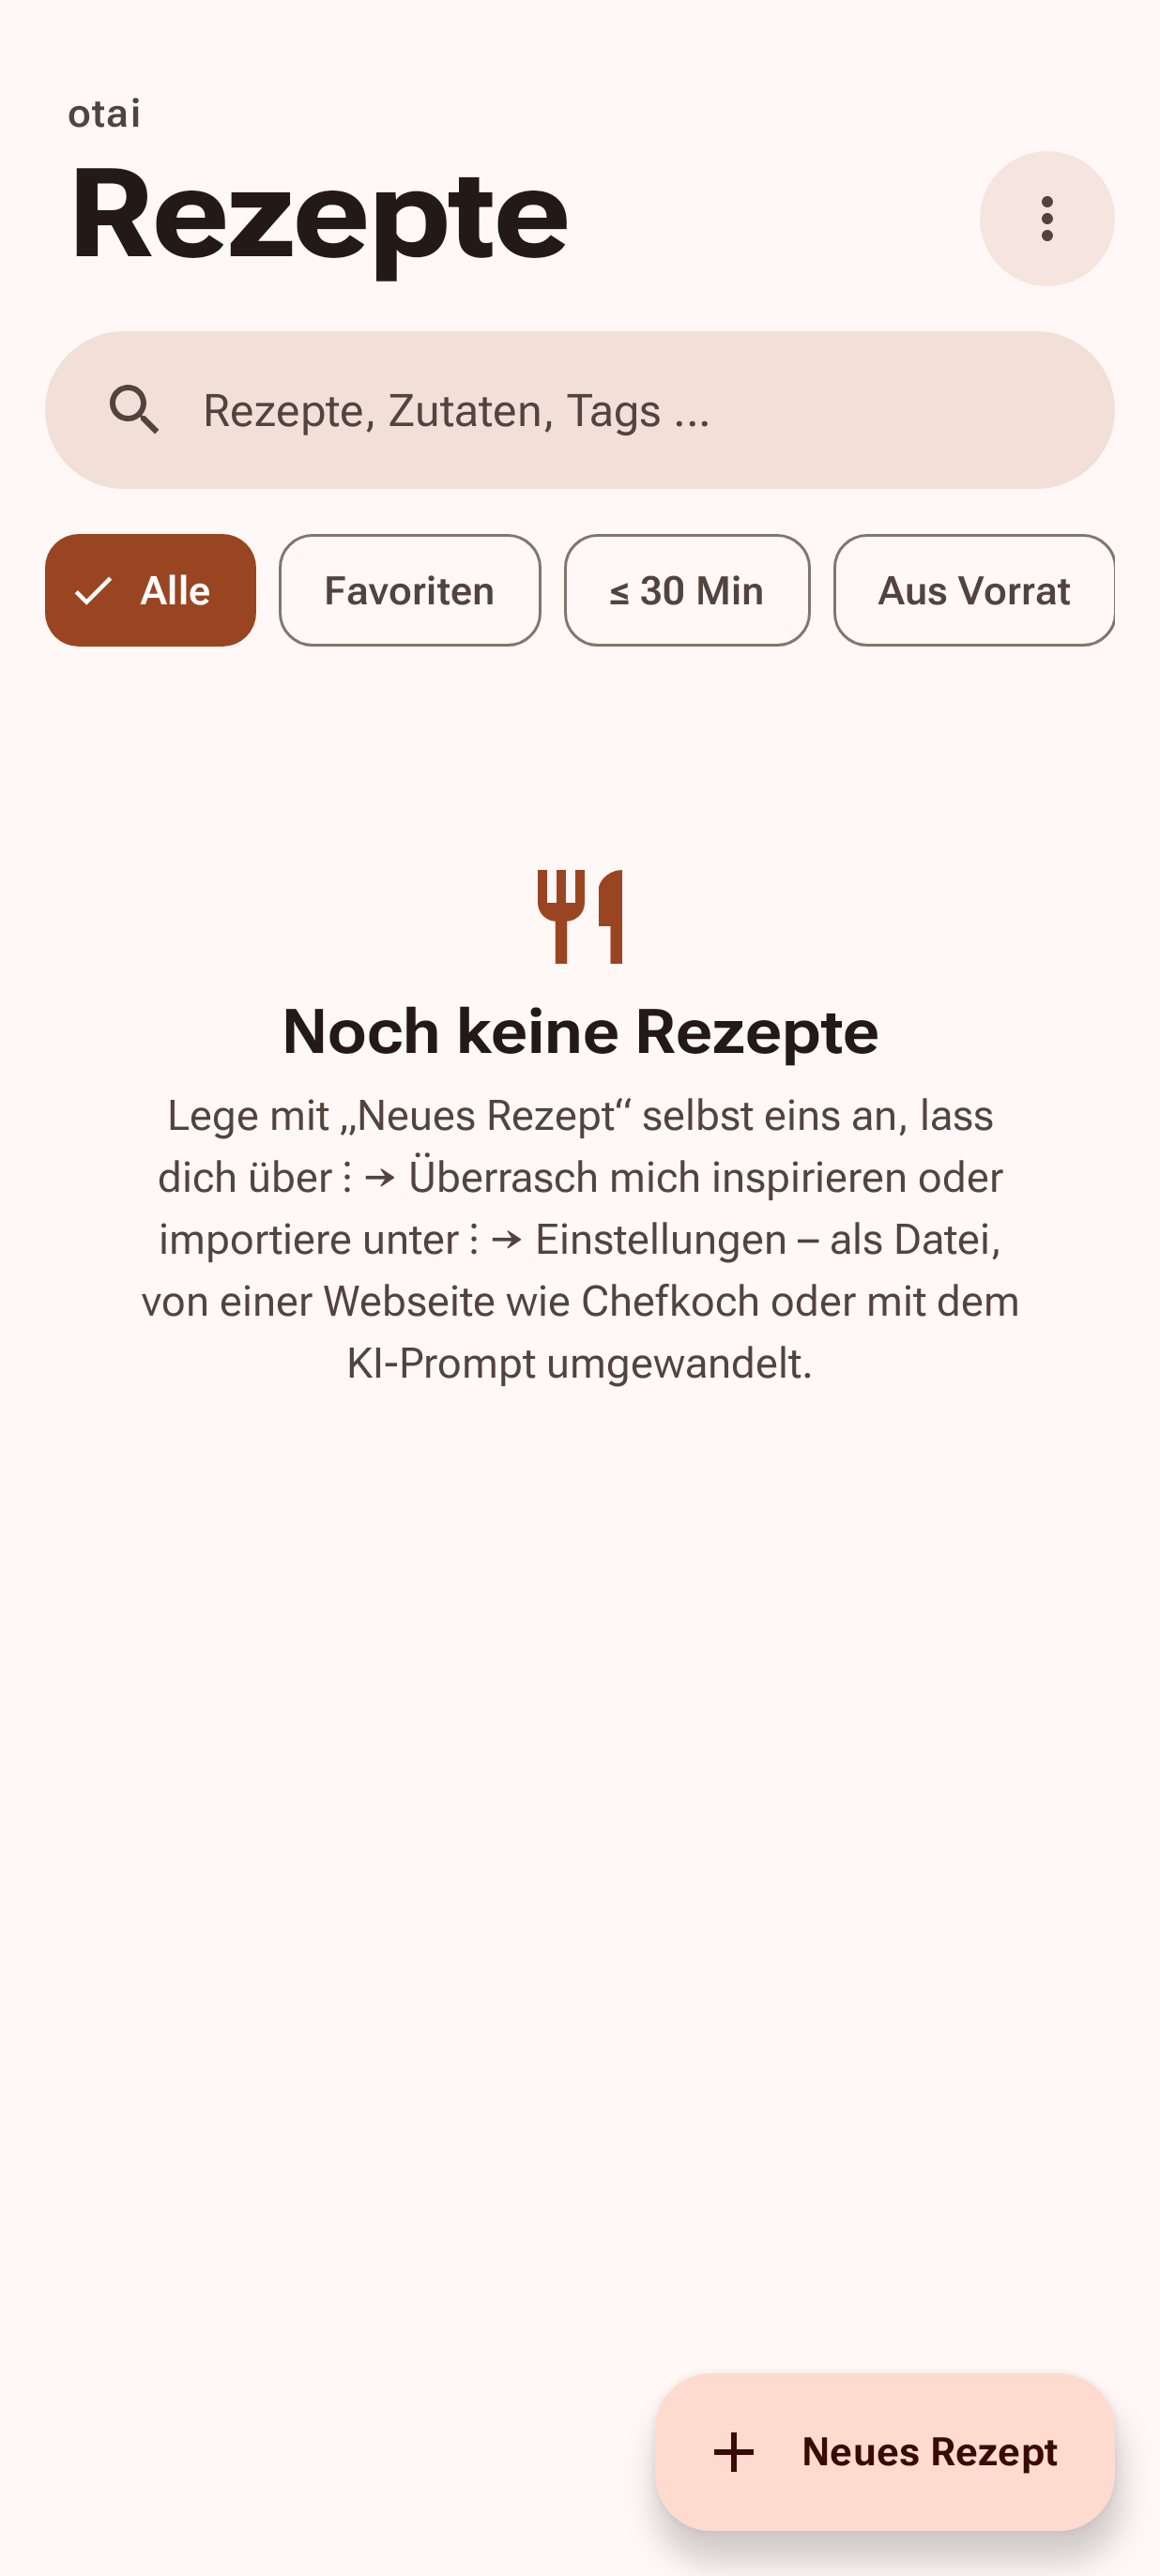 otai
Rezepte
Rezepte, Zutaten, Tags ...
Alle
Favoriten
≤ 30 Min
Aus Vorrat
Noch keine Rezepte
Lege mit „Neues Rezept“ selbst eins an, lass
dich über ⋮ → Überrasch mich inspirieren oder
importiere unter ⋮ → Einstellungen – als Datei,
von einer Webseite wie Chefkoch oder mit dem
KI-Prompt umgewandelt.
Neues Rezept